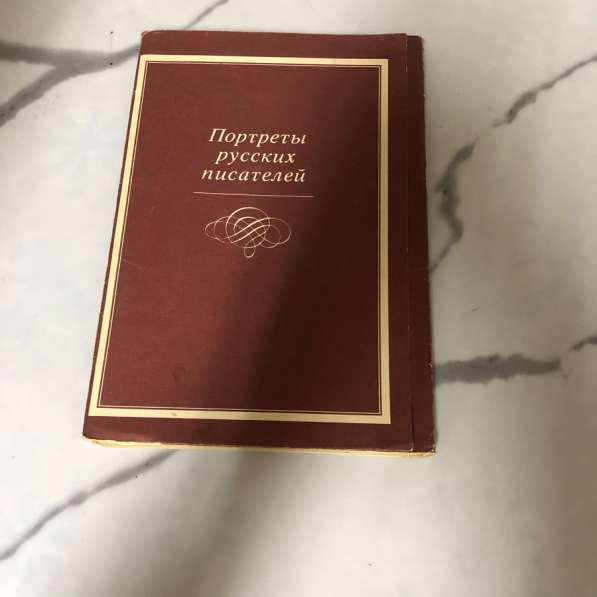 Портреты
русских
писателей